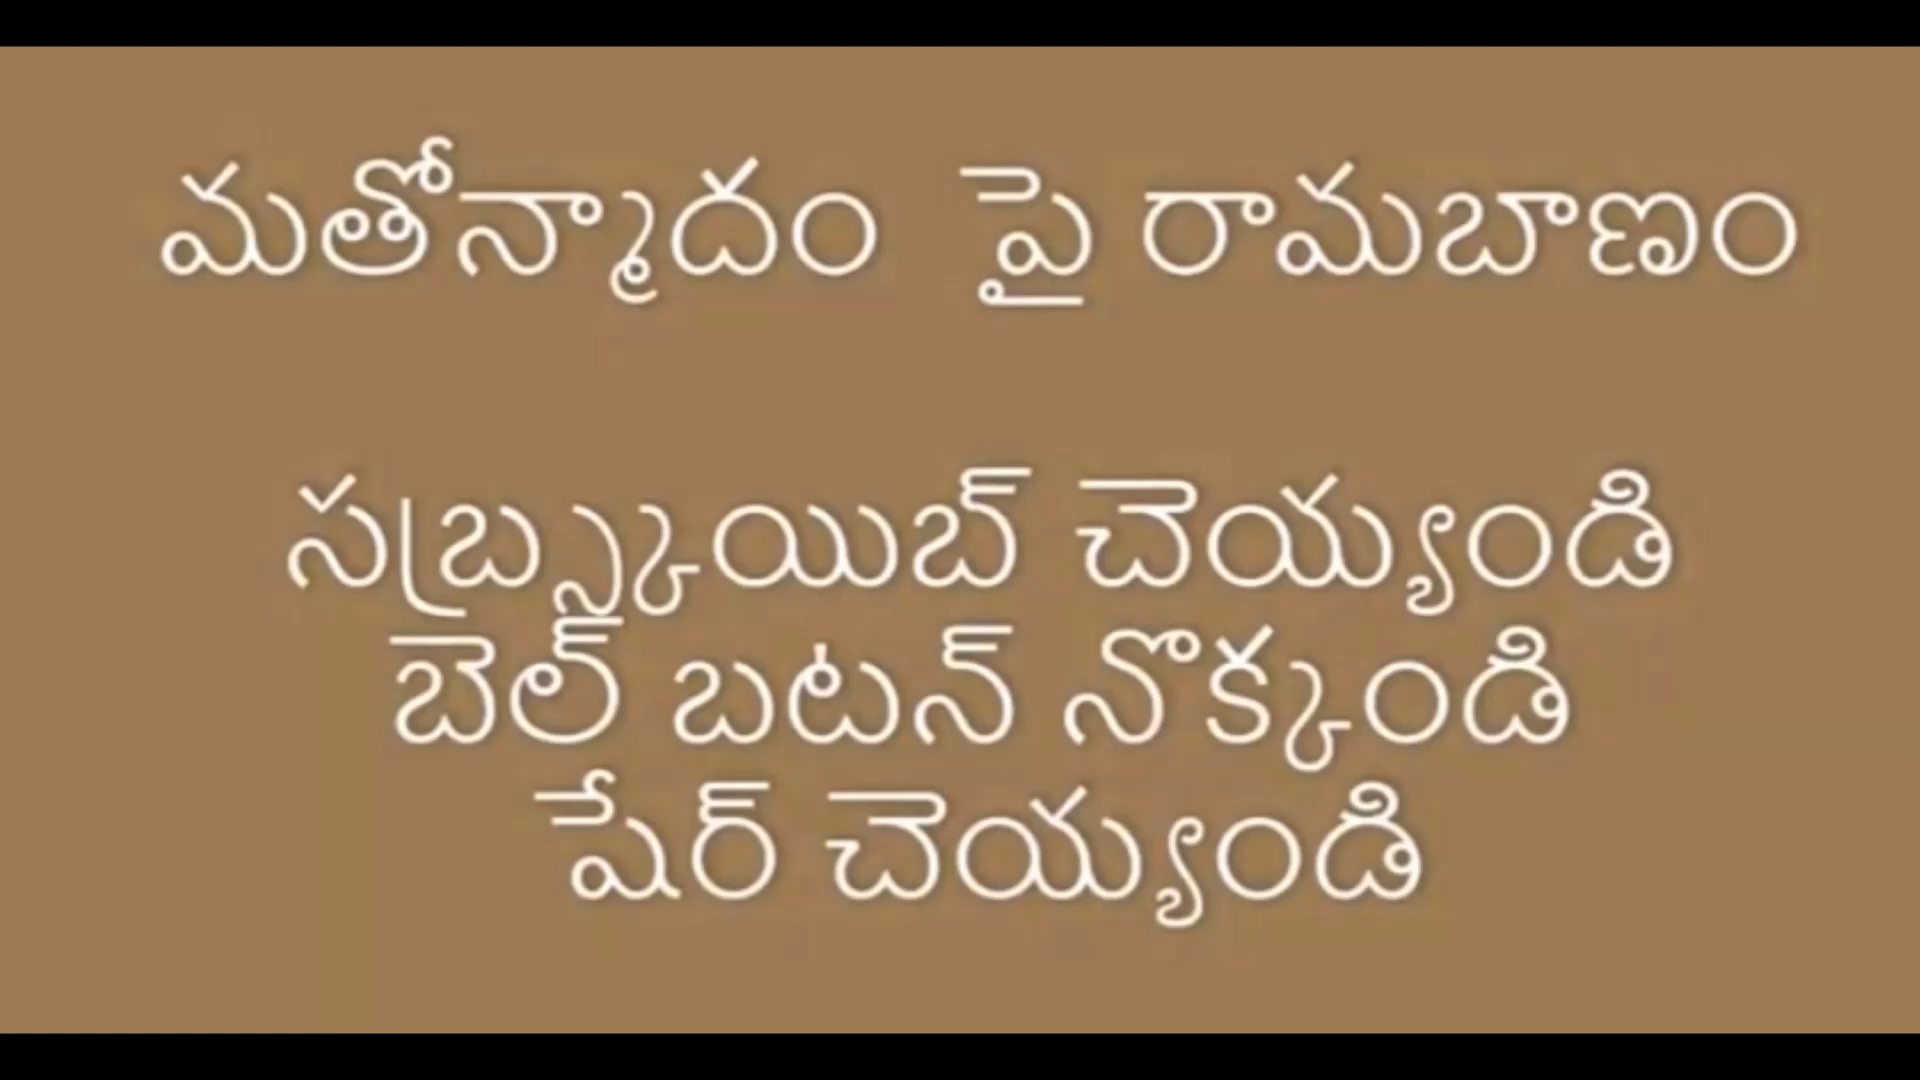 మతోన్మాదం పై రామబాణం
సబ్స్క్రయిబ్ చెయ్యండి
బెల్ బటన్ నొక్కండి
షేర్ చెయ్యండి